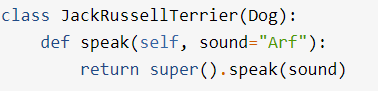 class JackRussellTerrier(Dog):
    def speak(self, sound="Arf"):
        return super().speak(sound)